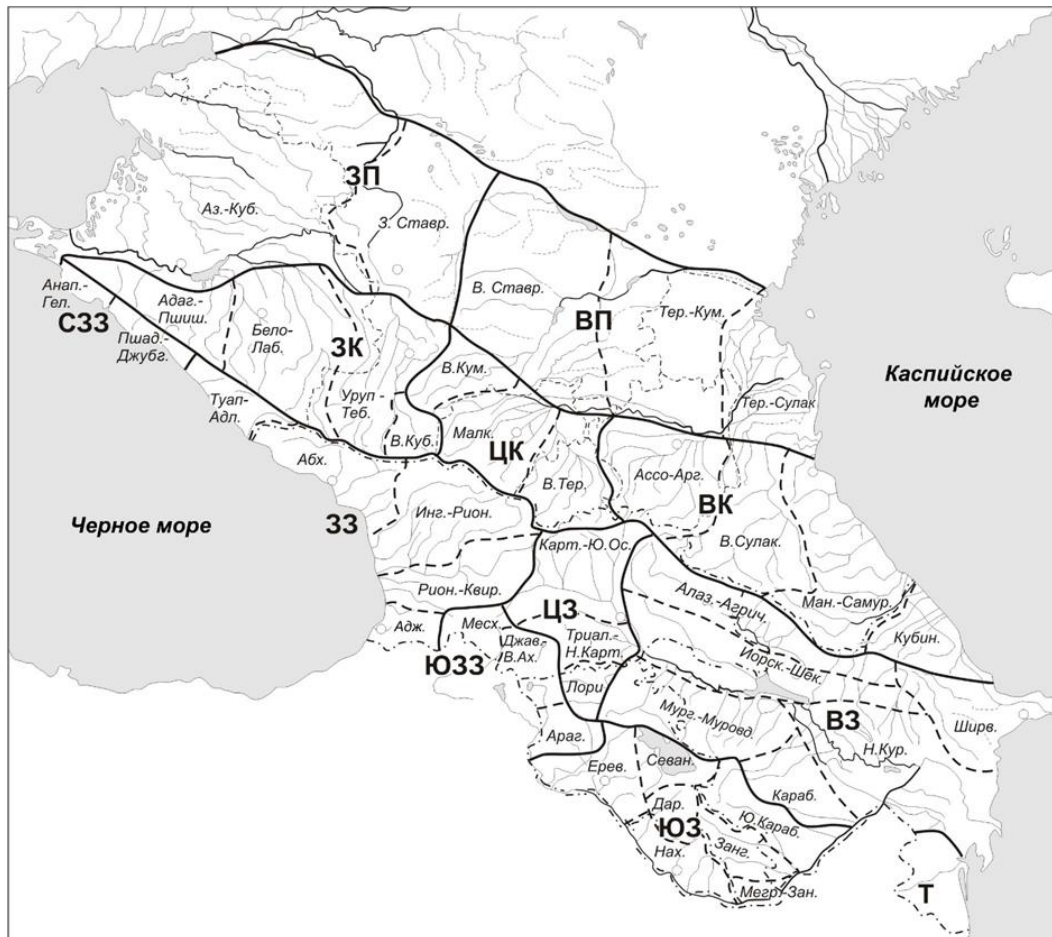 ЗП
Аз.-Куб.
З. Ставр.
Анап.-
Гел.
СЗЗ
Адаг.-
Пшиш.
Пшад.-
Джубг.
Бело-
Лаб.
ЗК
В. Ставр.
ВП
Тер.-Кум.
Каспийское
море
Туап-
Адл.
Уруп -
Теб.
В.Кум.
В.Куб.
Малк.
ЦК
Тер.-Сулак
Абх.
В.Тер.
Ассо-Арг.
ВК
Черное море
ЗЗ
Инг.-Рион.
В.Сулак.
Карт.-Ю.Ос.
Рион.-Квир.
Алаз.-Агрич.
Ман.-Самур.
Адж.
Месх.
ЦЗ
Кубин.
ЮЗЗ
Джав.-
В.Ах.
Триал.-
Н.Карт.
Иорск.-Шек.
Лори
Мург.-Муровд.
ВЗ
Ширв.
Араг.
Н.Кур.
Ерев.
Севан.
Караб.
Дар.
ЮЗ
Ю.Караб.
Нах.
Занг.
Мегр.-Зан.
Т